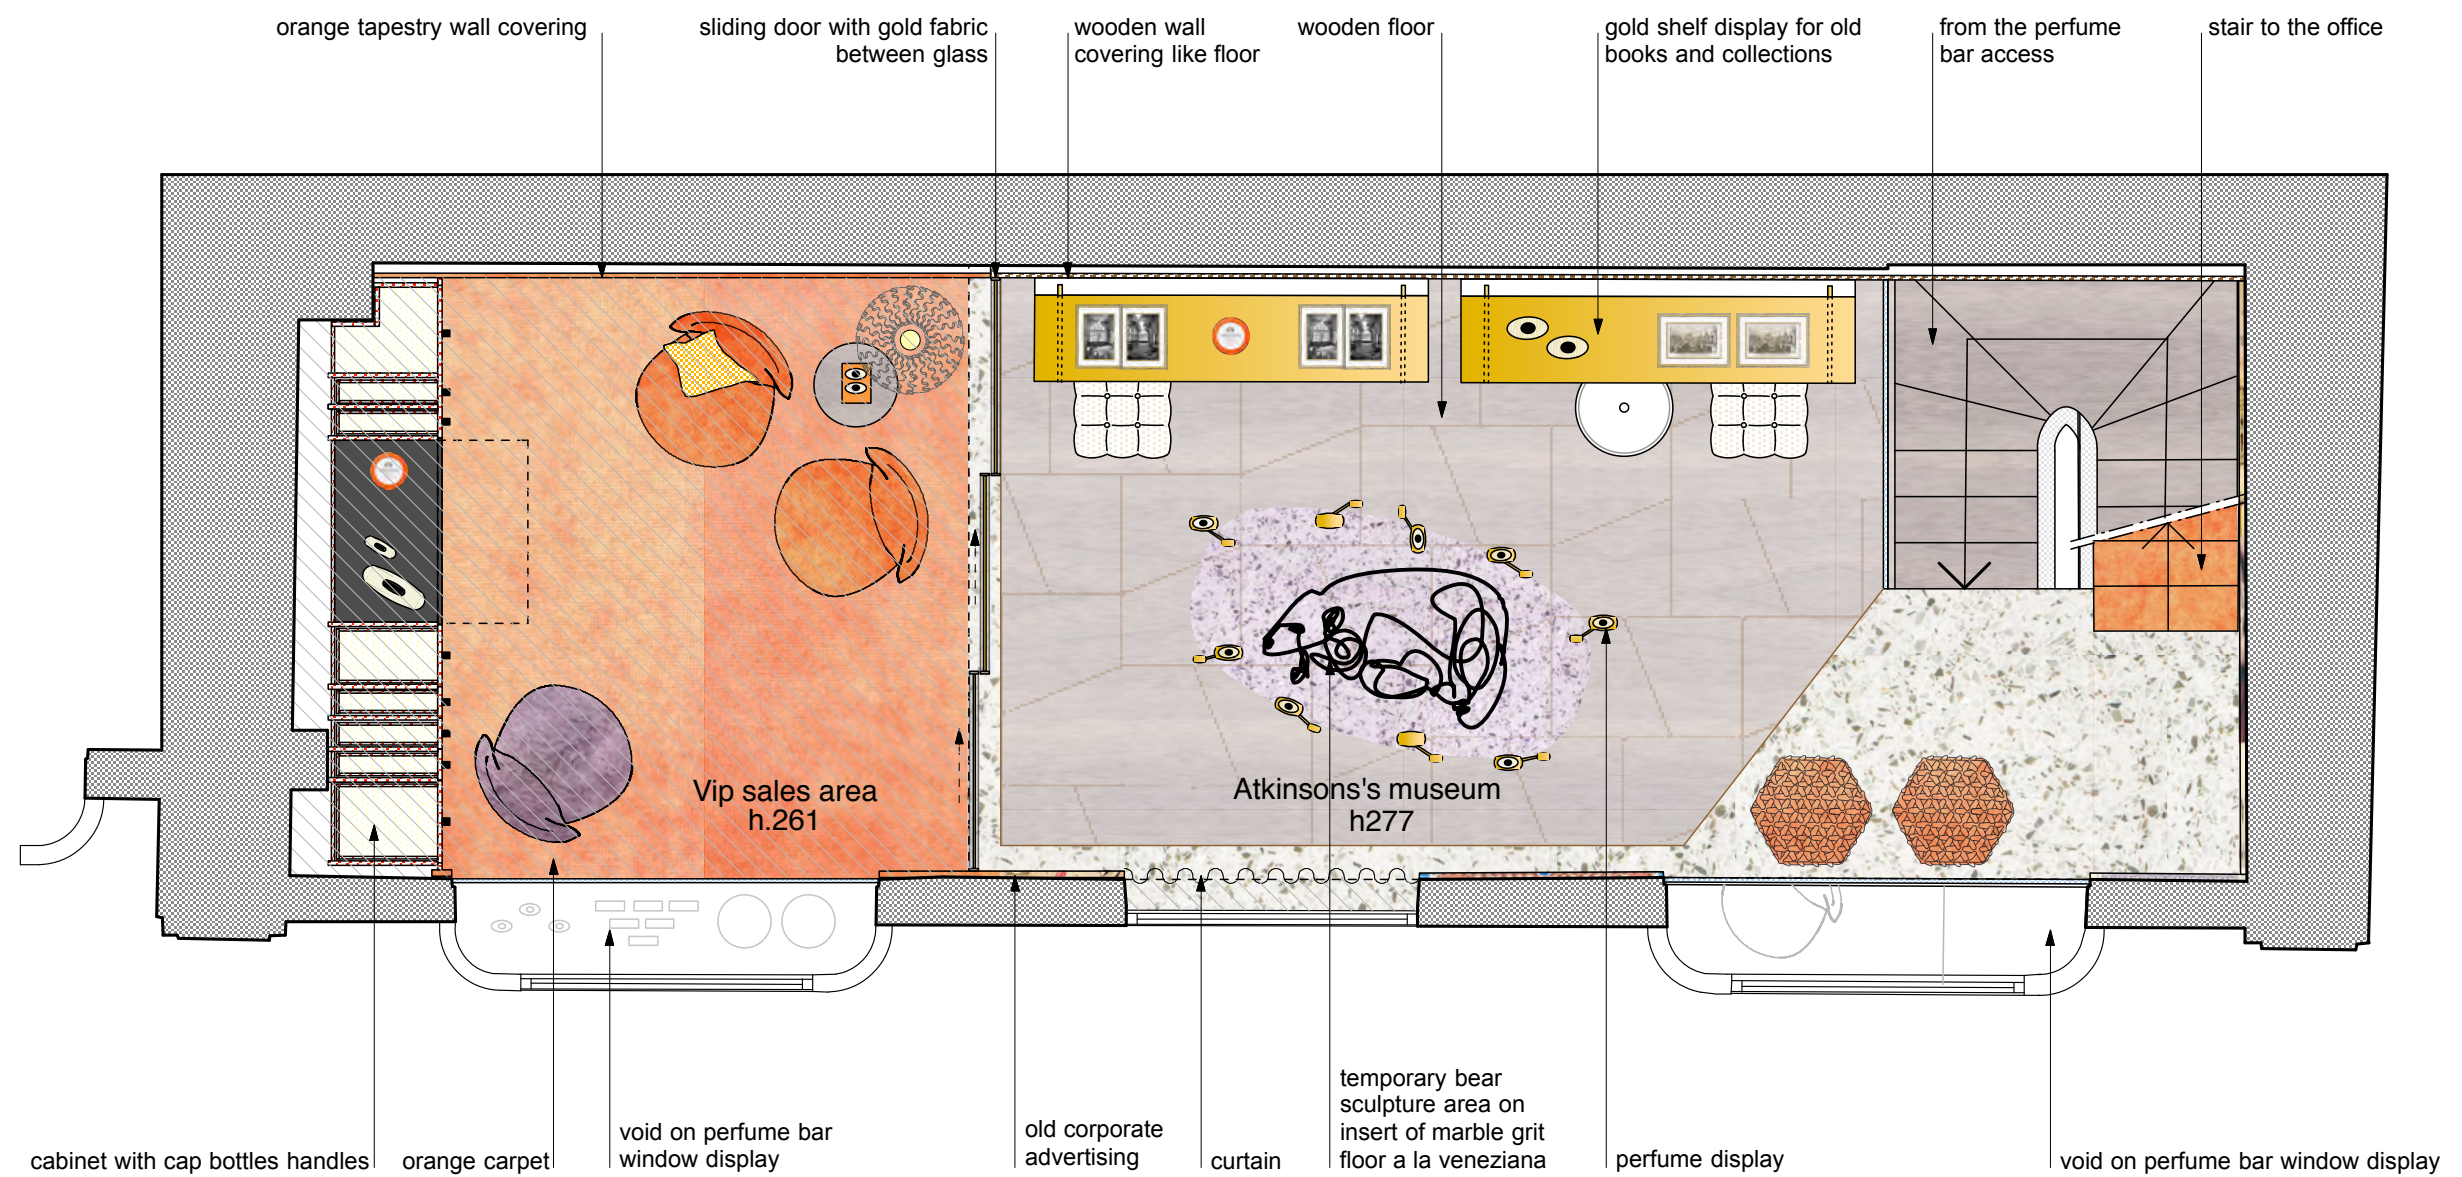 orange tapestry wall covering
sliding door with gold fabric
between glass
wooden wall
covering like floor
wooden floor
gold shelf display for old
books and collections
from the perfume
bar access
stair to the office
Vip sales area
h.261
Atkinsons's museum
h277
cabinet with cap bottles handles
orange carpet
void on perfume bar
window display
old corporate
advertising
curtain
temporary bear
sculpture area on
insert of marble grit
floor a la veneziana
perfume display
void on perfume bar window display